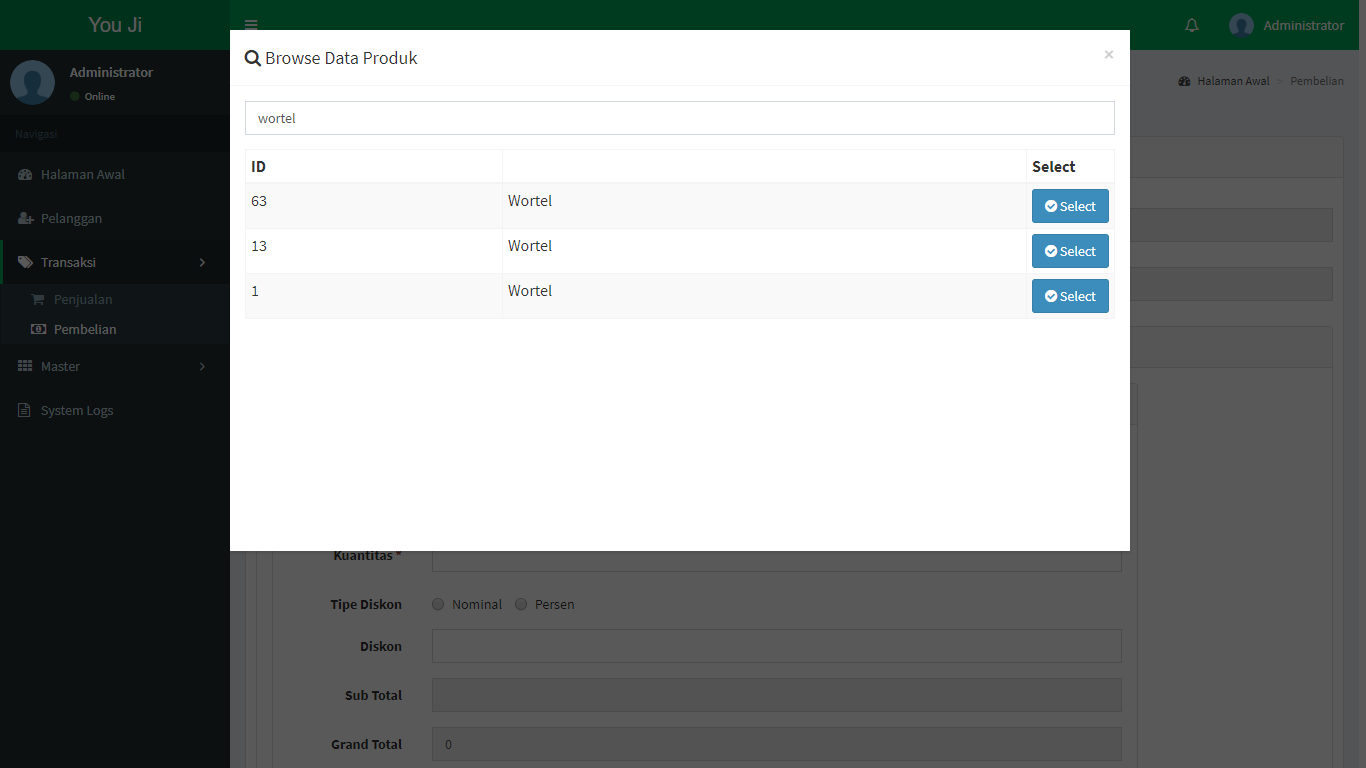 You Ji
Administrator
Administrator
Online
Navigasi
Halaman Awal
Pelanggan
Transaksi
Penjualan
Pembelian
Master
System Logs
Halaman Awal > Pembelian
Browse Data Produk
×
wortel
ID Select
63 Wortel Select
13 Wortel Select
1 Wortel Select
Kuantitas *
Tipe Diskon Nominal Persen
Diskon
Sub Total
Grand Total 0